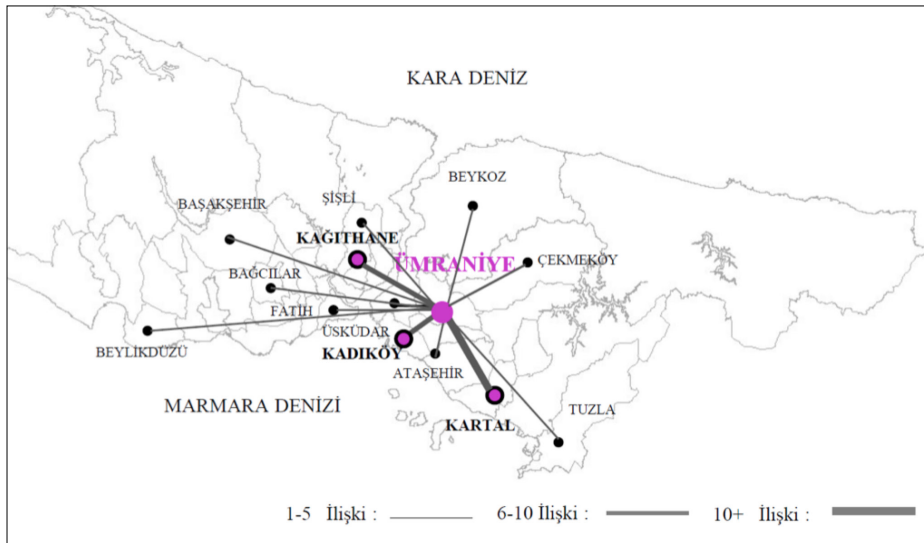 KARA DENİZ
BEYKOZ
ŞİŞLİ
BAŞAKŞEHİR
KAĞITHANE
ÜMRANİYE
ÇEKMEKÖY
BAĞCILAR
FATİH
ÜSKÜDAR
BEYLİKDÜZÜ
KADIKÖY
ATAŞEHİR
MARMARA DENİZİ
TUZLA
KARTAL
1-5 İlişki : 6-10 İlişki : 10+ İlişki :